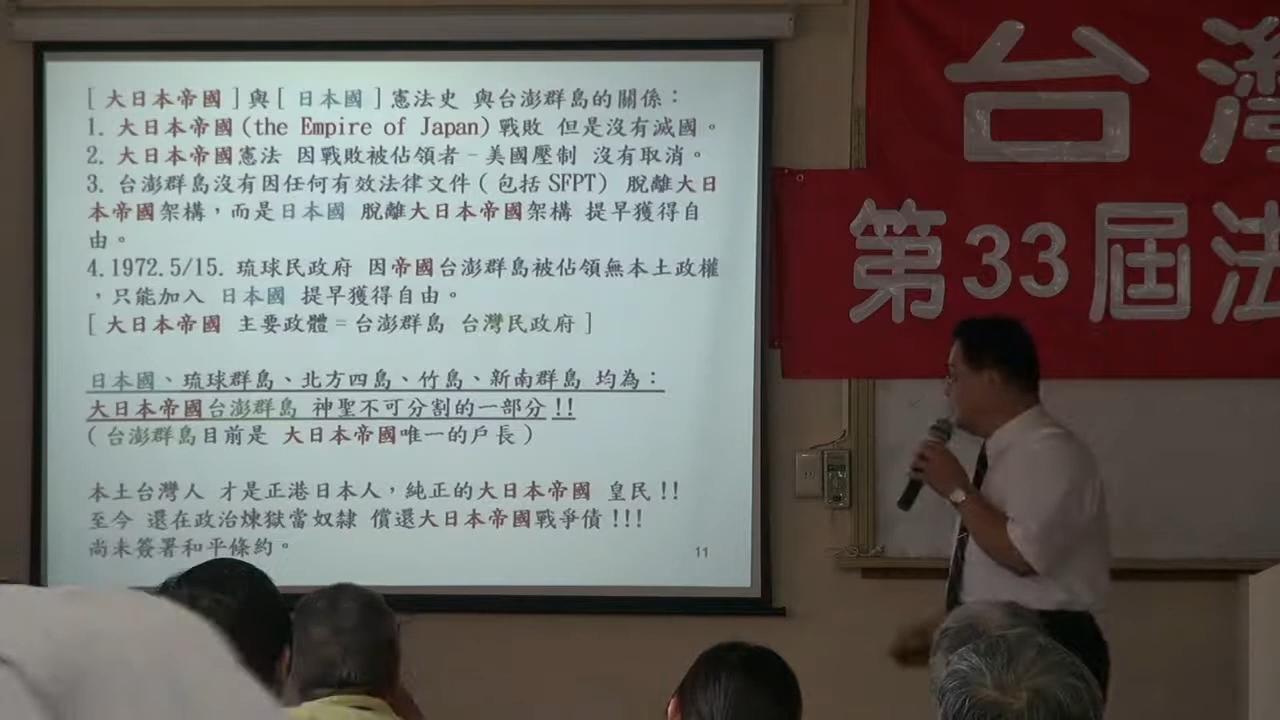 [ 大日本帝國 ] 與 [ 日本國 ] 憲法史 與台澎群島的關係：
1. 大日本帝國 (the Empire of Japan) 戰敗 但是沒有滅國。
2. 大日本帝國憲法 因戰敗被佔領者－美國壓制 沒有取消。
3. 台澎群島沒有因任何有效法律文件 ( 包括 SFPT) 脫離大日
本帝國架構，而是日本國 脫離大日本帝國架構 提早獲得自
由。
4.1972.5/15. 琉球民政府 因帝國台澎群島被佔領無本土政權
，只能加入 日本國 提早獲得自由。
[ 大日本帝國 主要政體 = 台澎群島 台灣民政府 ]
日本國、琉球群島、北方四島、竹島、新南群島 均為：
大日本帝國台澎群島 神聖不可分割的一部分 !!
( 台澎群島目前是 大日本帝國唯一的戶長 )
本土台灣人 才是正港日本人，純正的大日本帝國 皇民 !!
至今 還在政治煉獄當奴隸 償還大日本帝國戰爭債 !!!
尚未簽署和平條約。
11
台灣
第33屆法